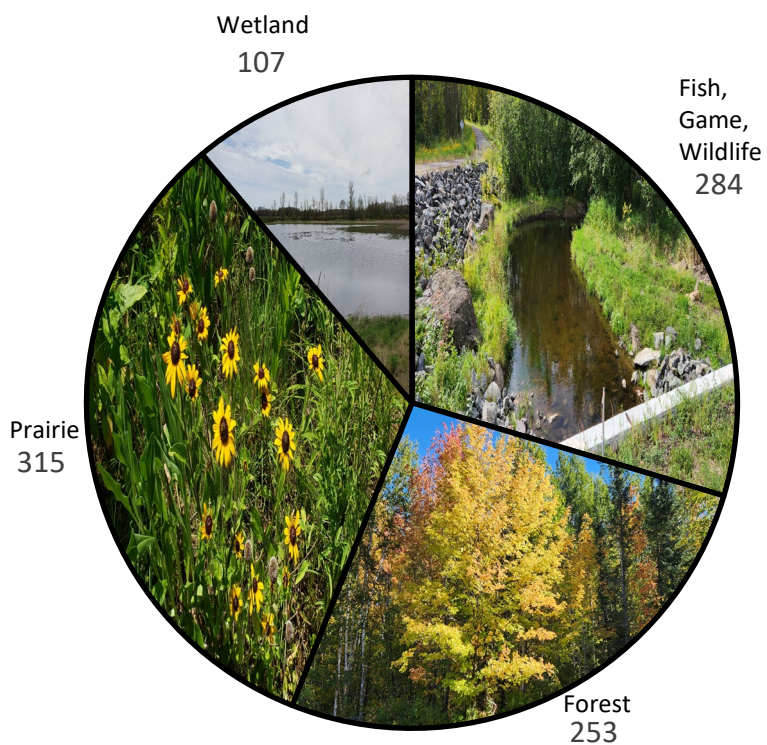 Wetland
107
Fish,
Game,
Wildlife
284
Prairie
315
Forest
253